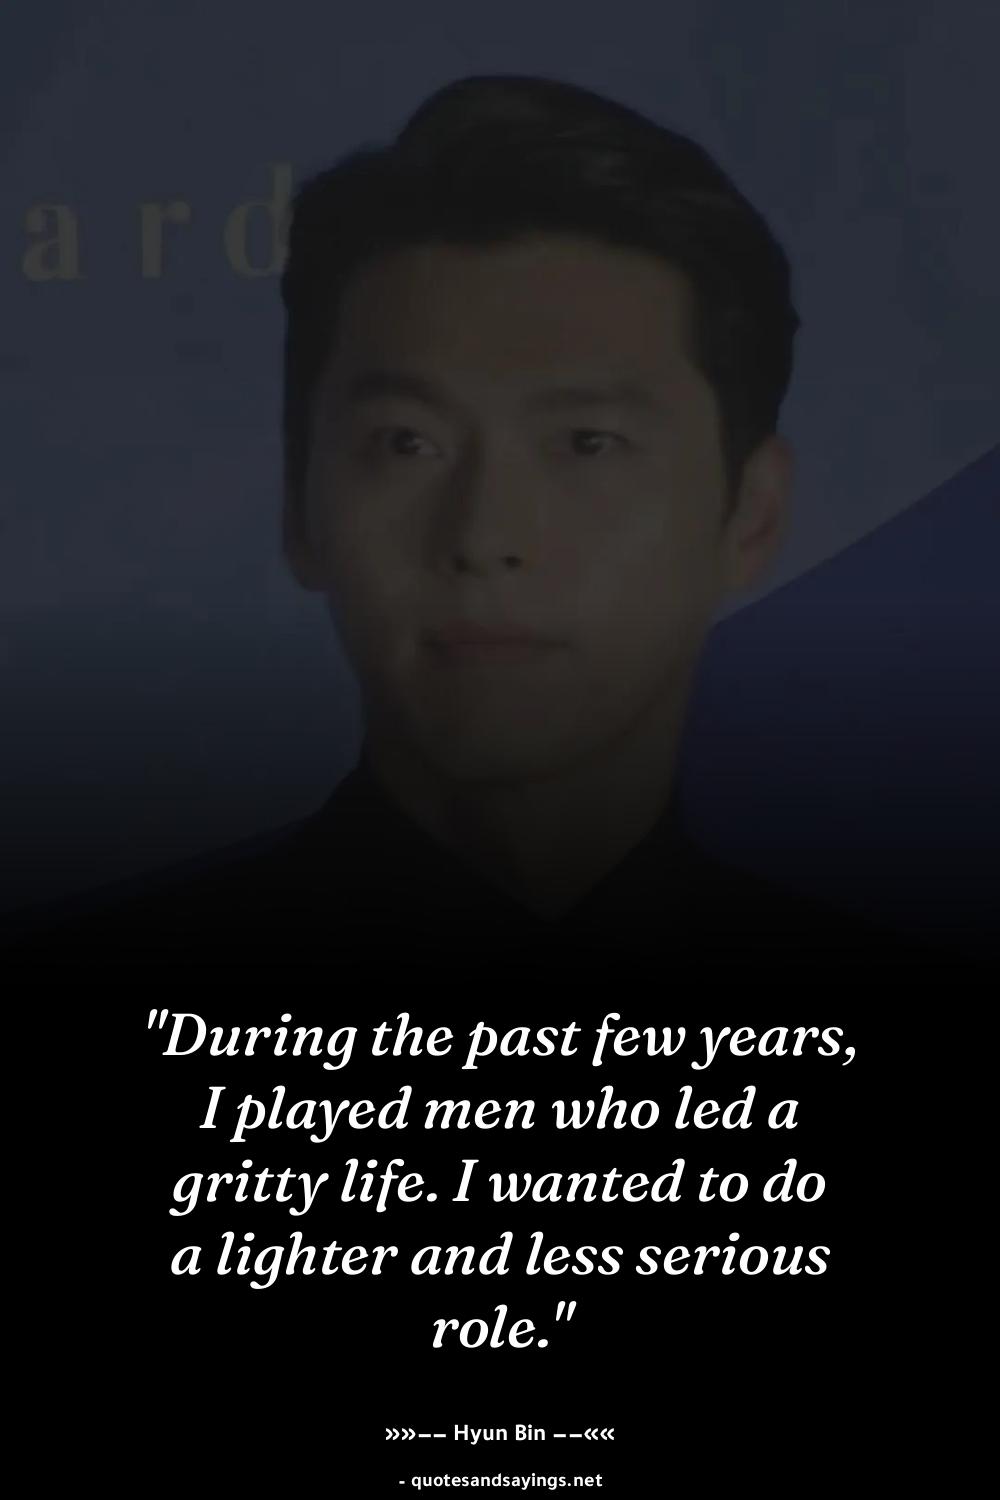 ard
"During the past few years,
I played men who led a
gritty life. I wanted to do
a lighter and less serious
role."
»»–– Hyun Bin ––««
- quotesandsayings.net